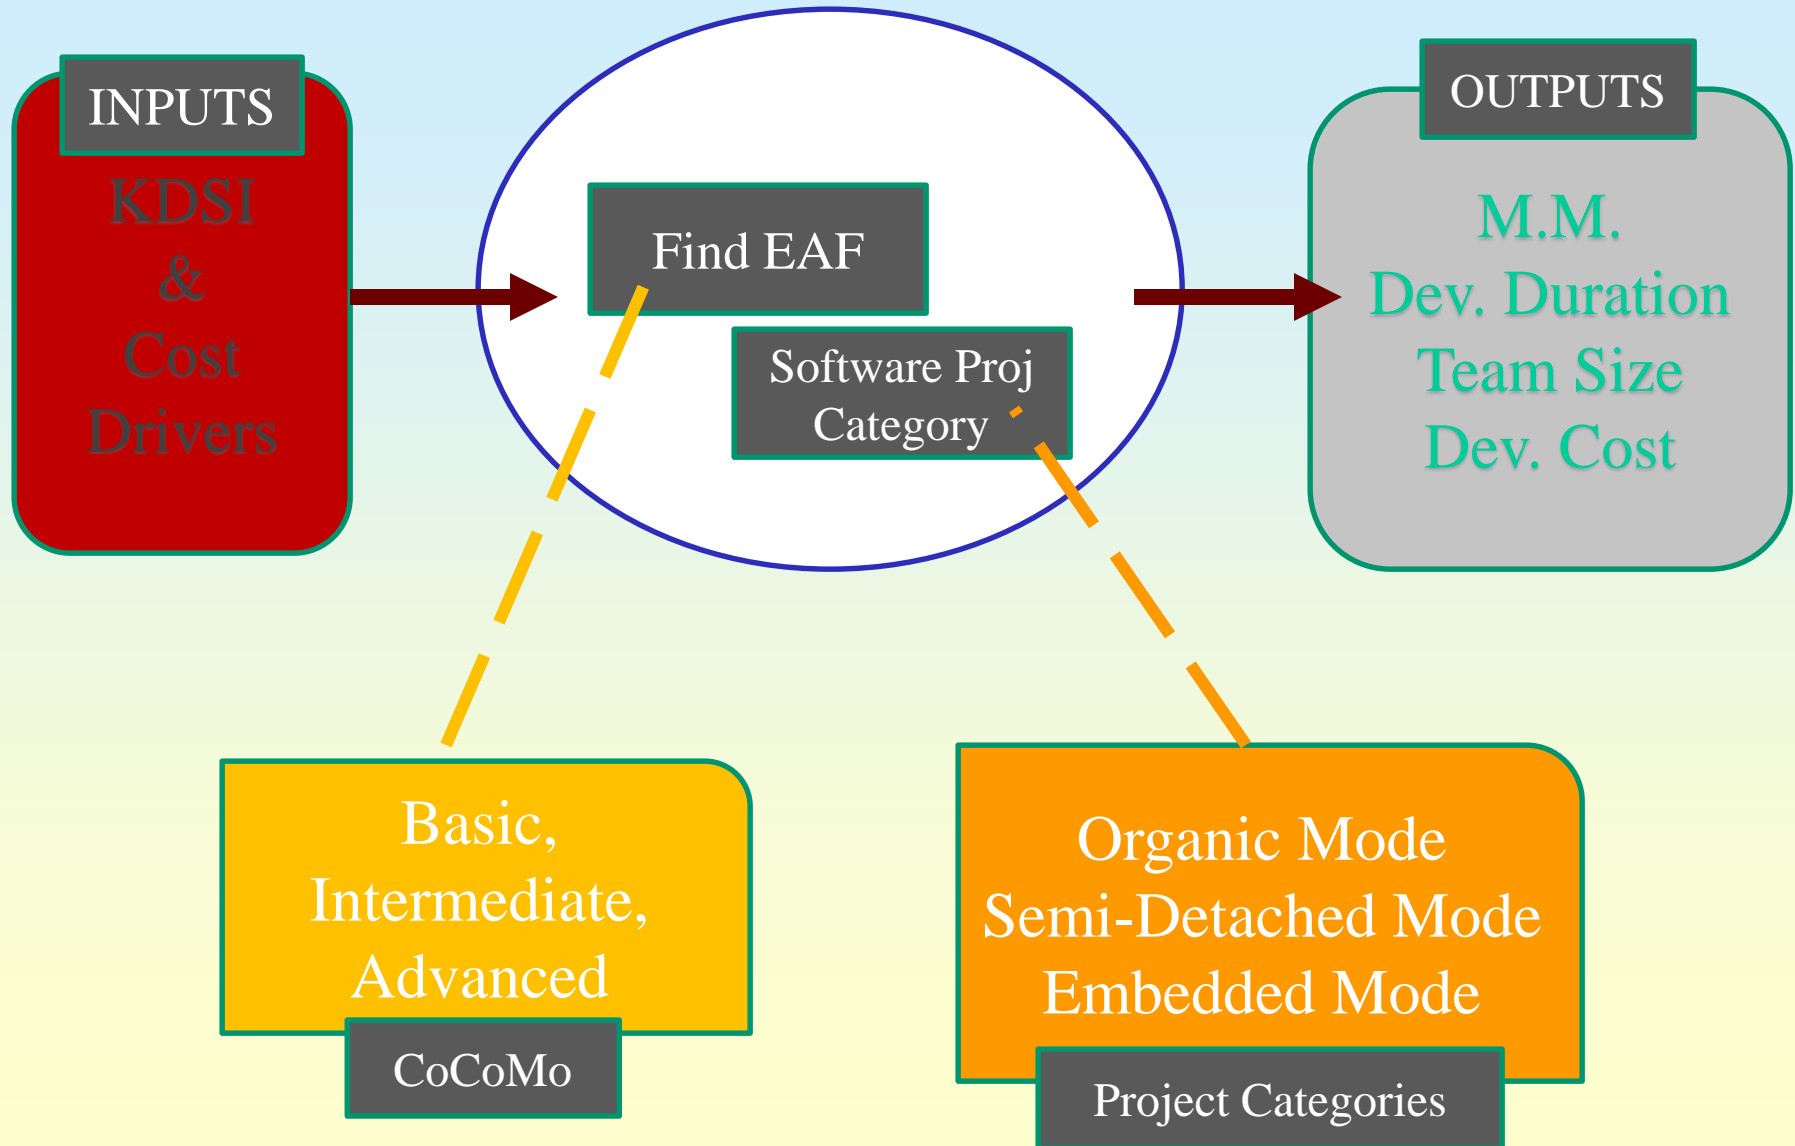 INPUTS
KDSI
&
Cost
Drivers
Find EAF
Software Proj
Category
OUTPUTS
M.M.
Dev. Duration
Team Size
Dev. Cost
Basic,
Intermediate,
Advanced
CoCoMo
Organic Mode
Semi-Detached Mode
Embedded Mode
Project Categories